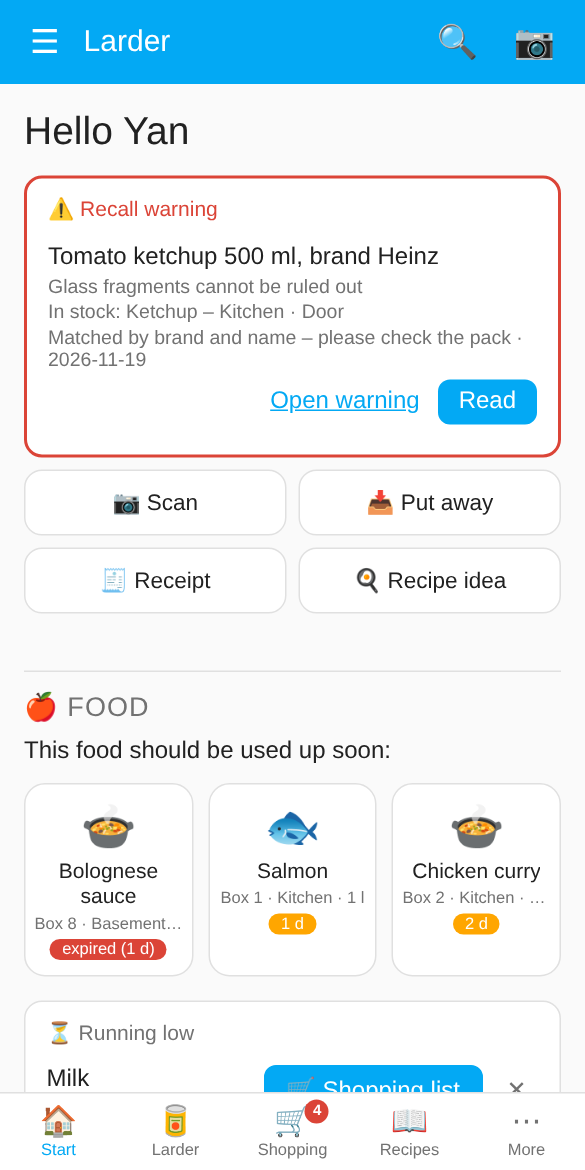 Larder
Hello Yan
Recall warning
Tomato ketchup 500 ml, brand Heinz
Glass fragments cannot be ruled out
In stock: Ketchup – Kitchen · Door
Matched by brand and name – please check the pack ·
2026-11-19
Open warning Read
Scan Put away
Receipt Recipe idea
FOOD
This food should be used up soon:
Bolognese
sauce
Box 8 · Basement…
expired (1 d)
Salmon
Box 1 · Kitchen · 1 l
1 d
Chicken curry
Box 2 · Kitchen · …
2 d
Running low
Milk Shopping list
4
Start Larder Shopping Recipes More